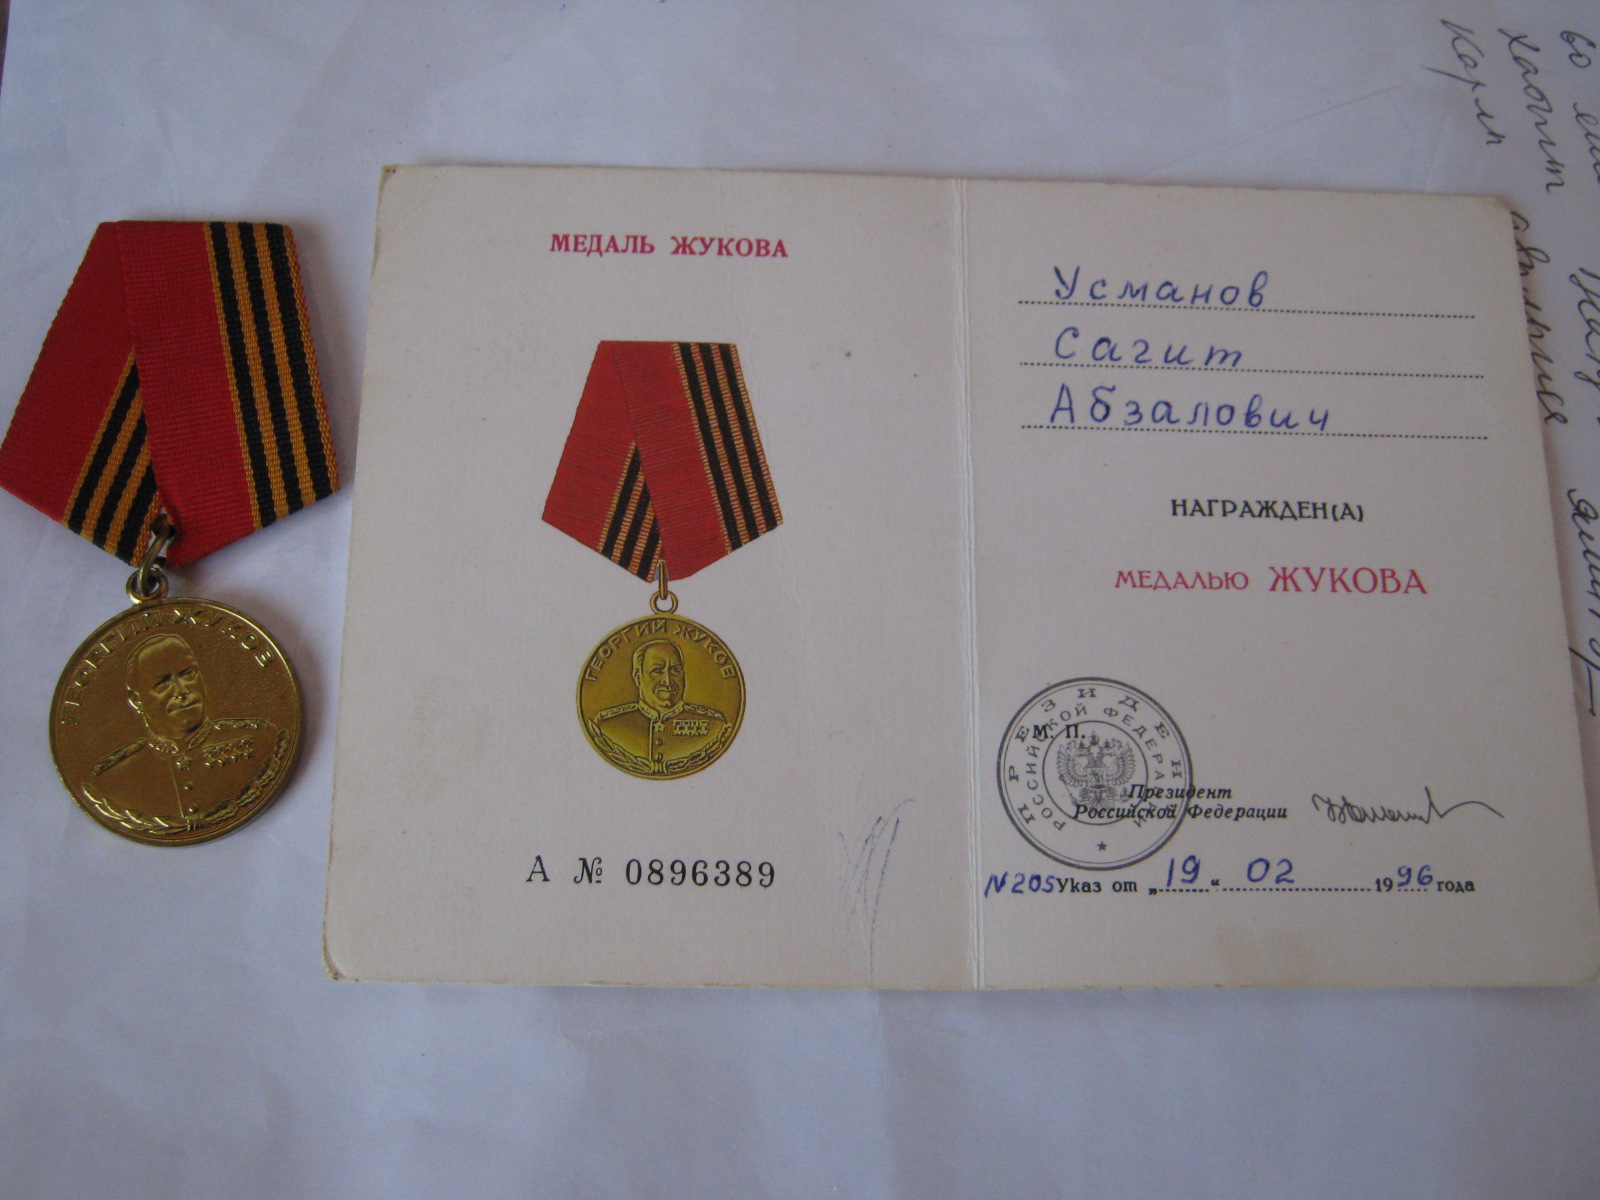 ГЕОРГИЙ ЖУКОВ
МЕДАЛЬ ЖУКОВА
ГЕОРГИЙ ЖУКОВ
А № 0896389
Усманов
Сагит
Абзалович
НАГРАЖДЕН(А)
МЕДАЛЬЮ ЖУКОВА
ПРЕЗИДЕНТ
РОССИЙСКОЙ ФЕДЕРАЦИИ
М. П.
Президент
Российской Федерации
N 205 Указ от „19“ 02 1996 года